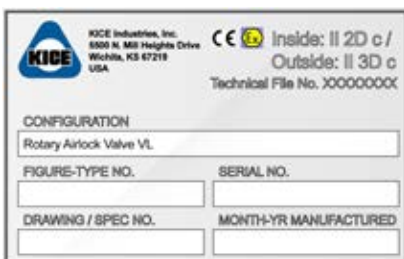 KICE
KICE Industries, Inc.
5500 N. Mill Heights Drive
Wichita, KS 67219
USA
CE Ex Inside: II 2D c /
Outside: II 3D c
Technical File No. XXXXXXXX
CONFIGURATION
Rotary Airlock Valve VL
FIGURE-TYPE NO. SERIAL NO.
DRAWING / SPEC NO. MONTH-YR MANUFACTURED